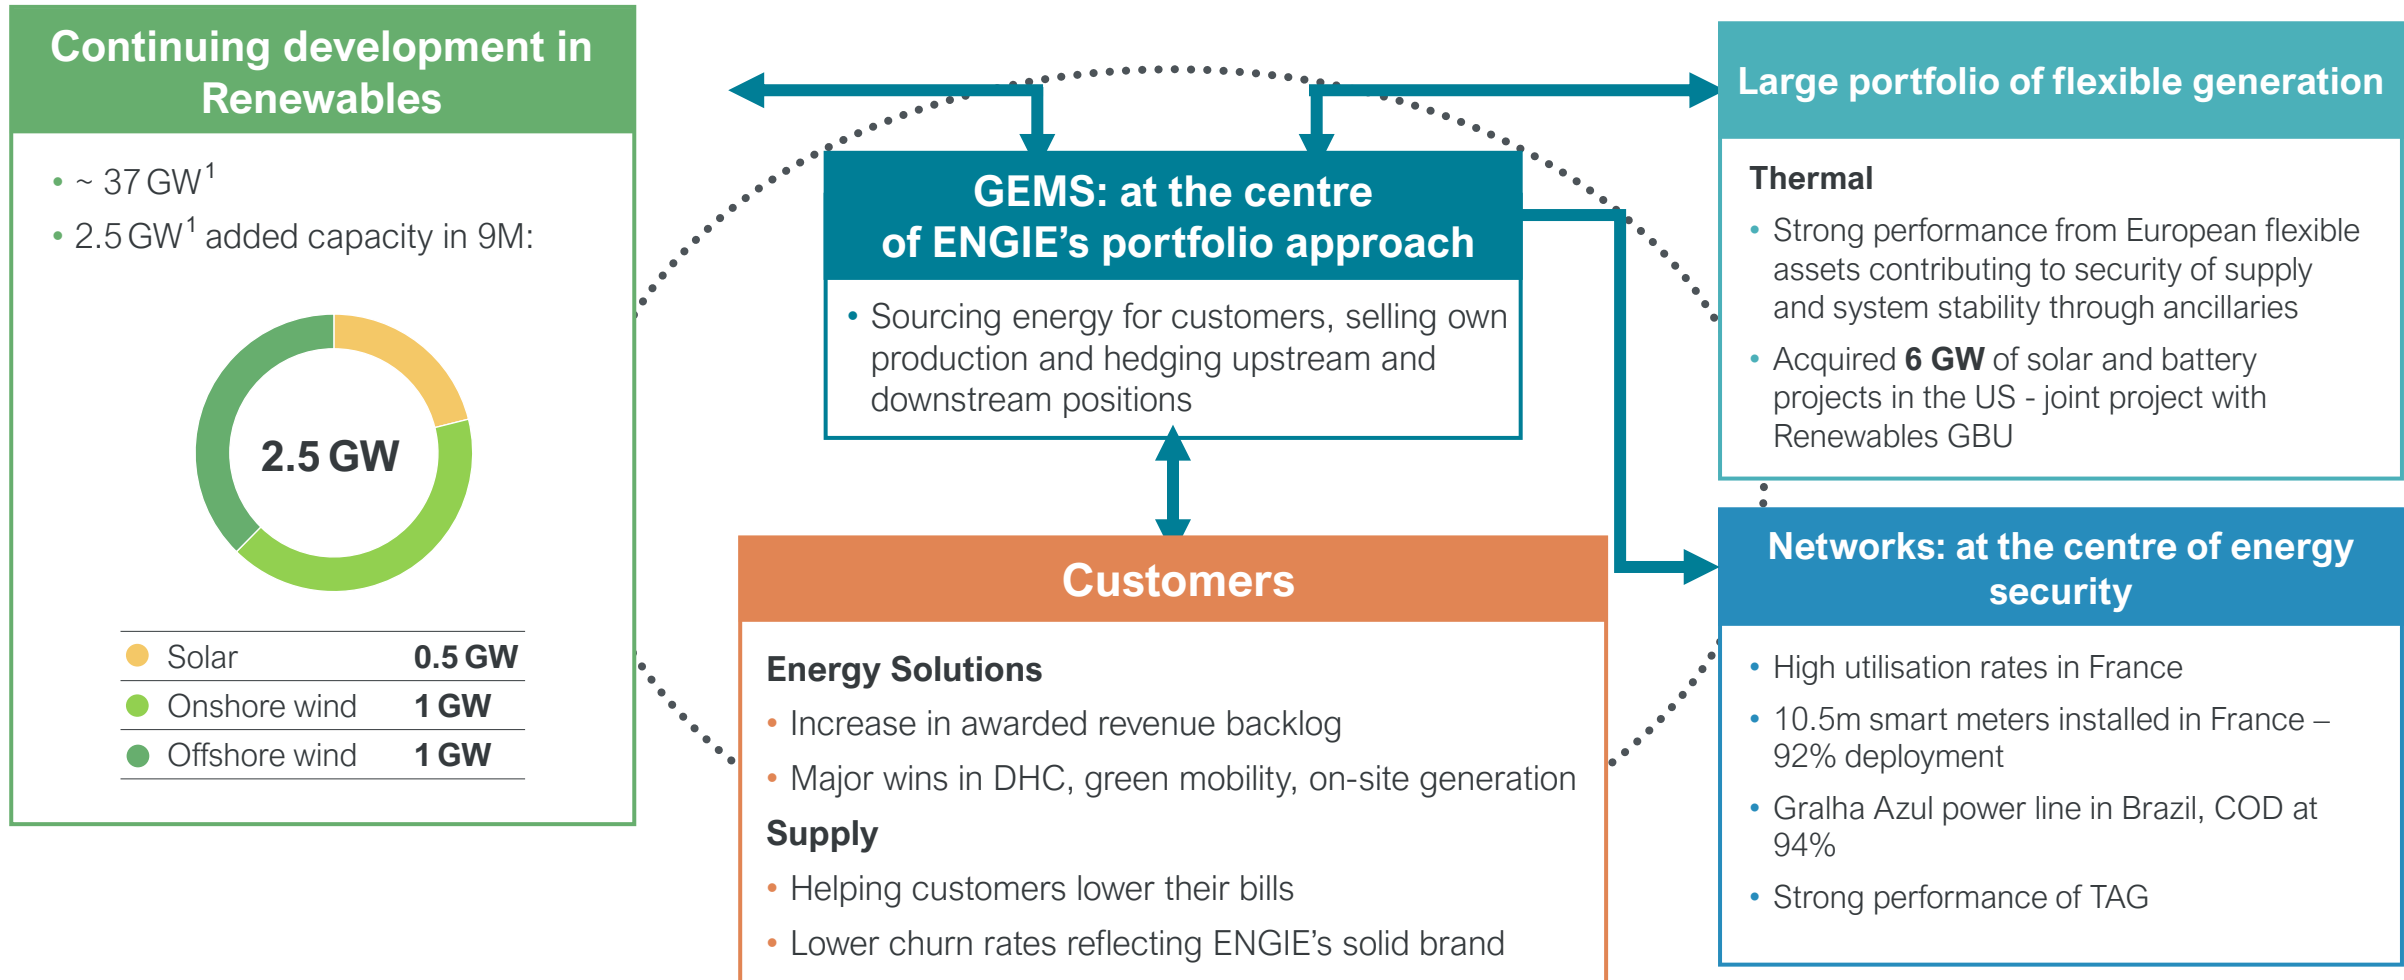 Continuing development in
Renewables
• ~ 37 GW¹
• 2.5 GW¹ added capacity in 9M:
2.5 GW
Solar 0.5 GW
Onshore wind 1 GW
Offshore wind 1 GW
GEMS: at the centre
of ENGIE’s portfolio approach
• Sourcing energy for customers, selling own
production and hedging upstream and
downstream positions
Customers
Energy Solutions
• Increase in awarded revenue backlog
• Major wins in DHC, green mobility, on-site generation
Supply
• Helping customers lower their bills
• Lower churn rates reflecting ENGIE’s solid brand
Large portfolio of flexible generation
Thermal
• Strong performance from European flexible
assets contributing to security of supply
and system stability through ancillaries
• Acquired 6 GW of solar and battery
projects in the US - joint project with
Renewables GBU
Networks: at the centre of energy
security
• High utilisation rates in France
• 10.5m smart meters installed in France –
92% deployment
• Gralha Azul power line in Brazil, COD at
94%
• Strong performance of TAG